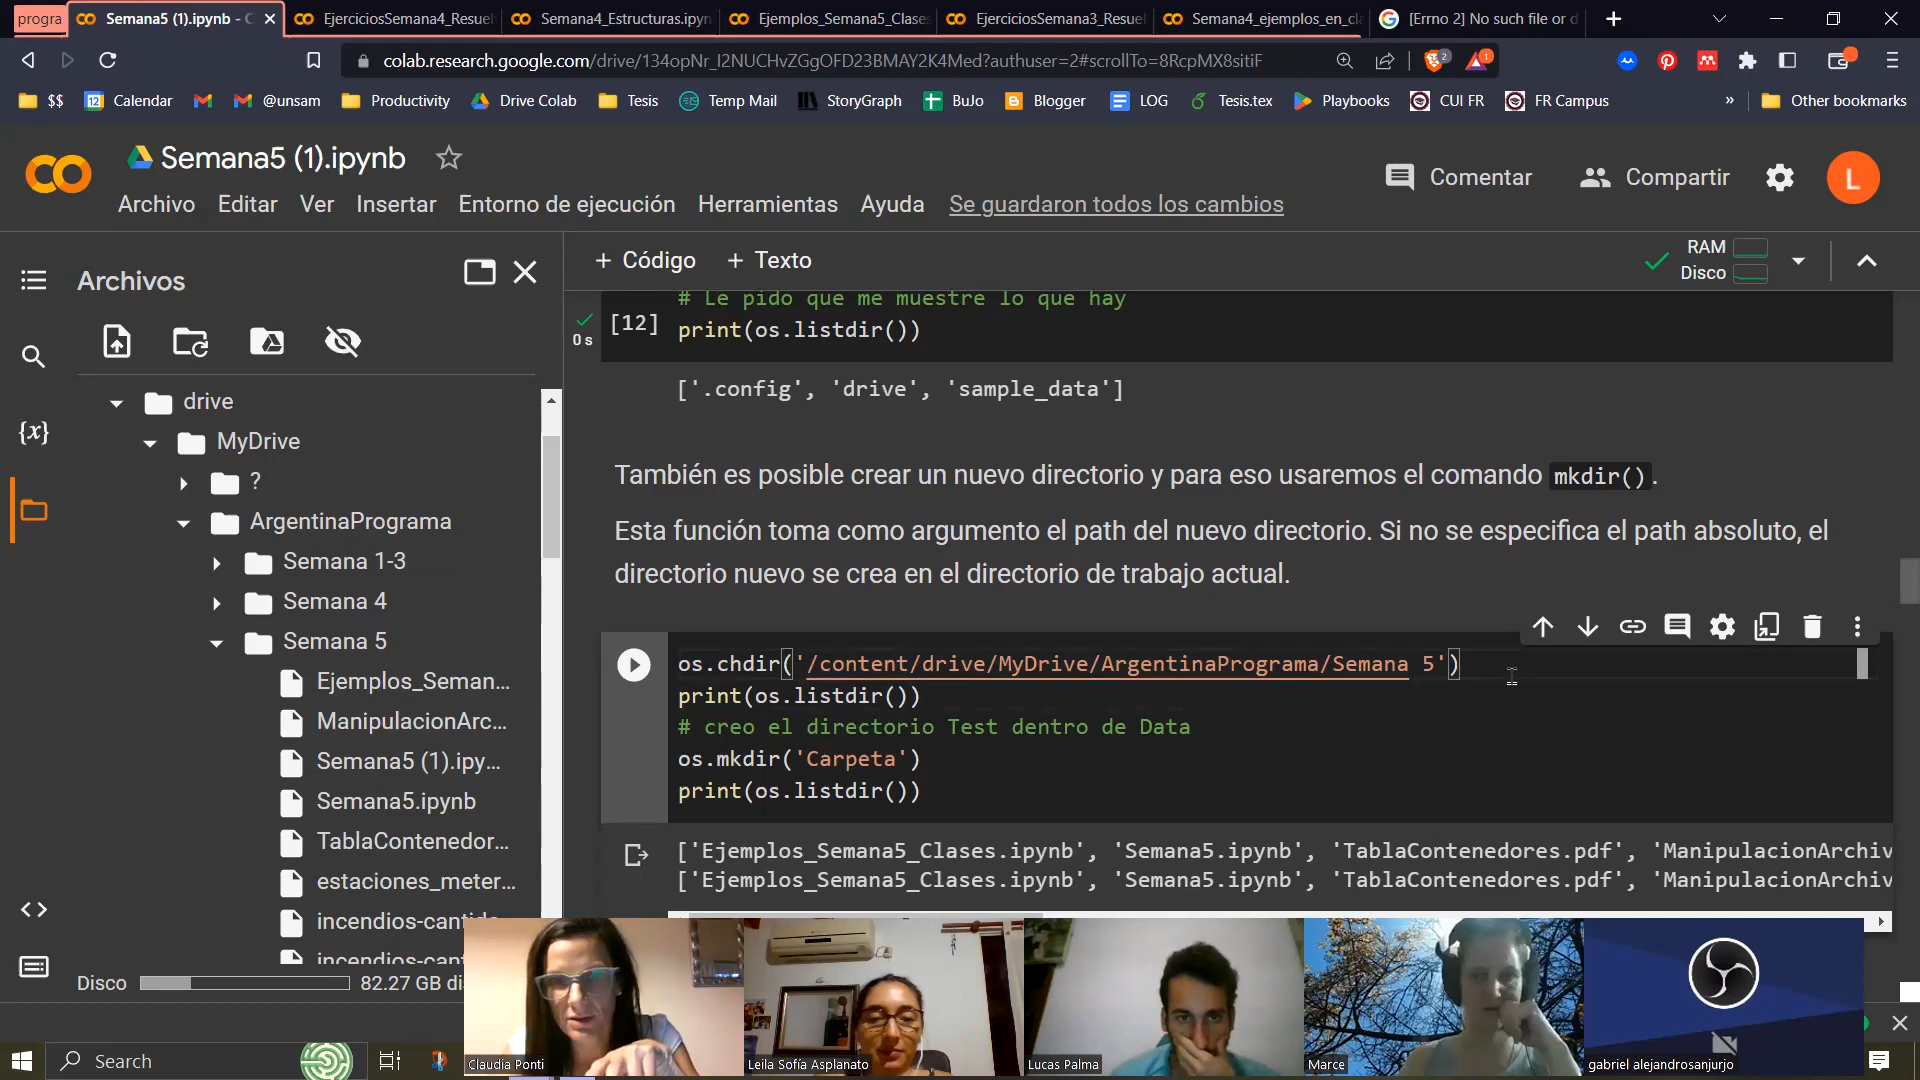 progra
Semana5 (1).ipynb - C
EjerciciosSemana4_Resuel
Semana4_Estructuras.ipyn
Ejemplos_Semana5_Clases
EjerciciosSemana3_Resue
Semana4_ejemplos_en_cl
[Errno 2] No such file or d
colab.research.google.com/drive/134opNr_I2NUCHvZGgOFD23BMAY2K4Med?authuser=2#scrollTo=8RcpMX8sitiF
2
1
$$
12
Calendar
@unsam
Productivity
Drive Colab
Tesis
Temp Mail
StoryGraph
BuJo
Blogger
LOG
Tesis.tex
Playbooks
CUI FR
FR Campus
»
Other bookmarks
Semana5 (1).ipynb
Comentar
Compartir
L
Archivo
Editar
Ver
Insertar
Entorno de ejecución
Herramientas
Ayuda
Se guardaron todos los cambios
+ Código
+ Texto
RAM
Disco
Archivos
{x}
drive
MyDrive
?
ArgentinaPrograma
Semana 1-3
Semana 4
Semana 5
Ejemplos_Seman...
ManipulacionArc...
Semana5 (1).ipy...
Semana5.ipynb
TablaContenedor...
estaciones_meter...
incendios-cantida
Disco
82.27 GB di
# Le pido que me muestre lo que hay
[12]
print(os.listdir())
0 s
['.config', 'drive', 'sample_data']
También es posible crear un nuevo directorio y para eso usaremos el comando mkdir().
Esta función toma como argumento el path del nuevo directorio. Si no se especifica el path absoluto, el
directorio nuevo se crea en el directorio de trabajo actual.
os.chdir('/content/drive/MyDrive/ArgentinaPrograma/Semana 5')
print(os.listdir())
# creo el directorio Test dentro de Data
os.mkdir('Carpeta')
print(os.listdir())
['Ejemplos_Semana5_Clases.ipynb', 'Semana5.ipynb', 'TablaContenedores.pdf', 'ManipulacionArchiv
['Ejemplos_Semana5_Clases.ipynb', 'Semana5.ipynb', 'TablaContenedores.pdf', 'ManipulacionArchiv
Claudia Ponti
Leila Sofía Asplanato
Lucas Palma
Marce
gabriel alejandrosanjurjo
Search